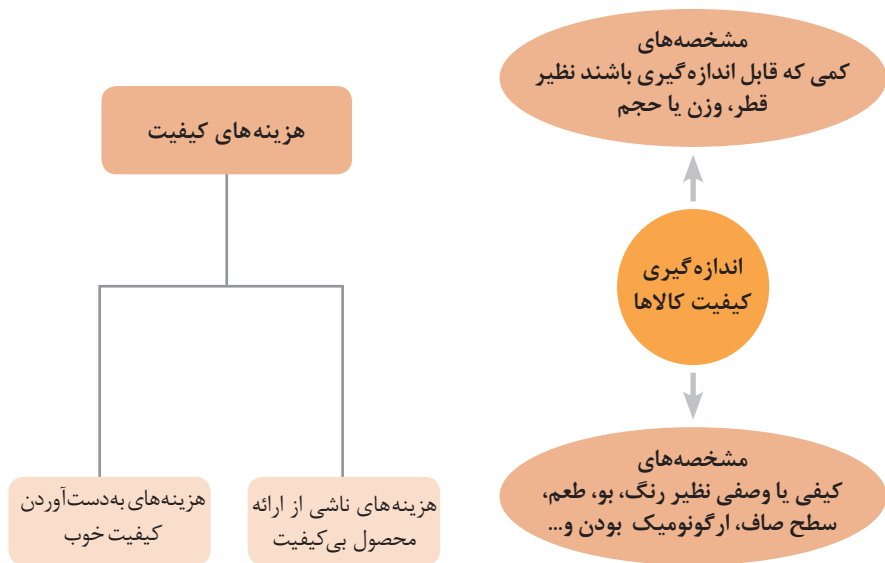 مشخصه‌های
کمی که قابل اندازه‌گیری باشند نظیر
قطر، وزن یا حجم
اندازه‌گیری
کیفیت کالاها
مشخصه‌های
کیفی یا وصفی نظیر رنگ، بو، طعم،
سطح صاف، ارگونومیک بودن و...
هزینه‌های کیفیت
هزینه‌های ناشی از ارائه
محصول بی‌کیفیت
هزینه‌های به‌دست‌آوردن
کیفیت خوب